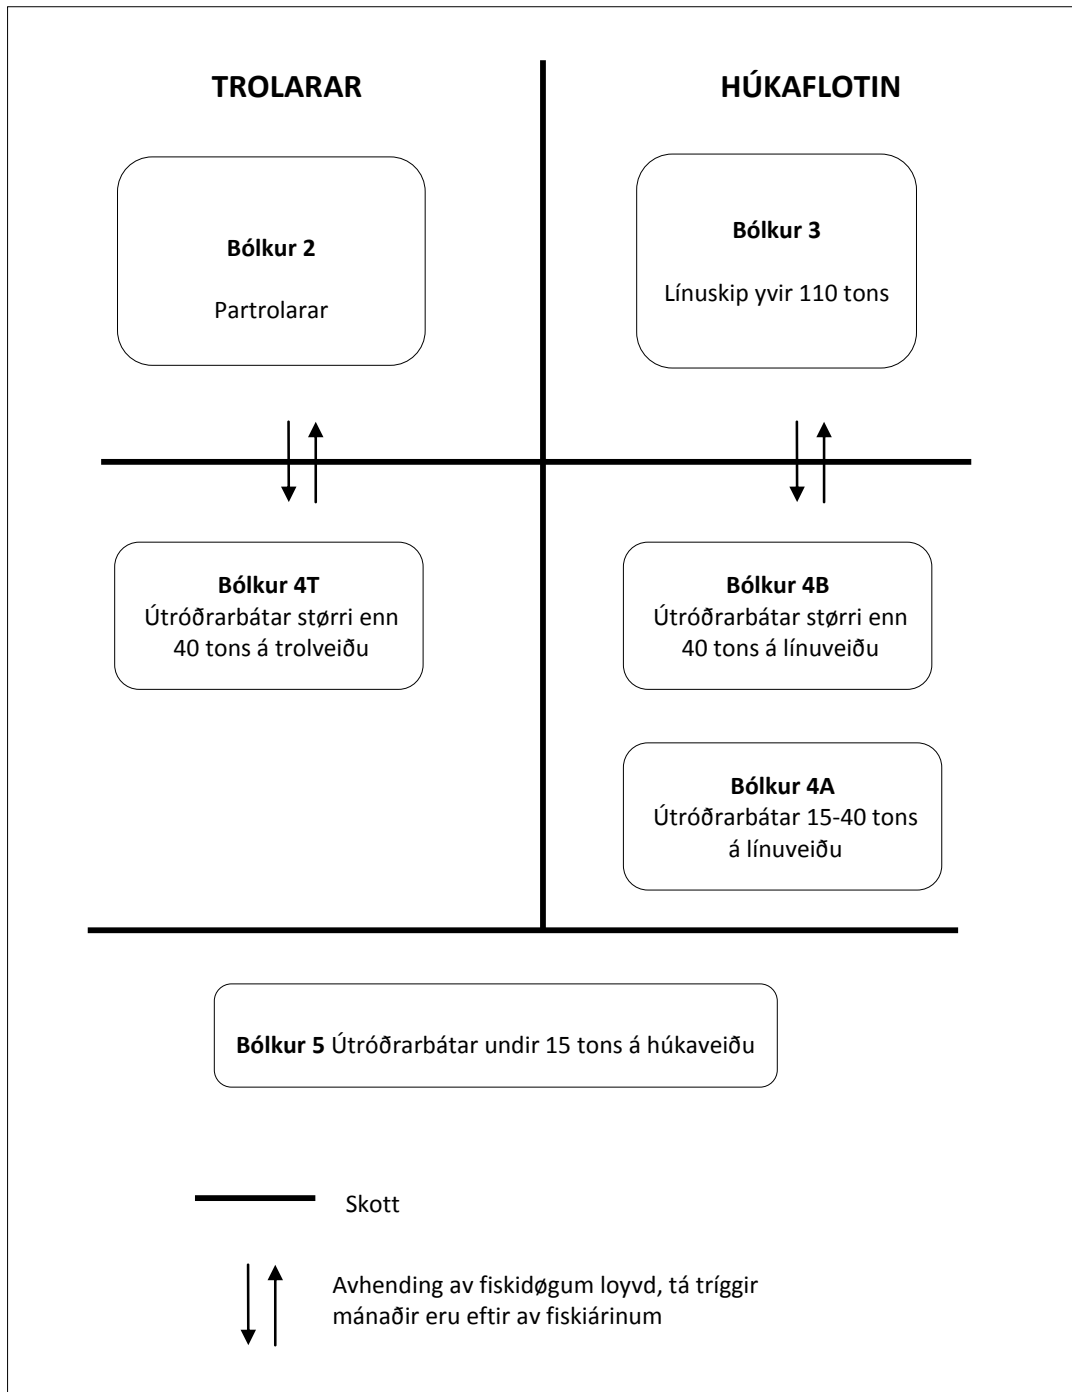 TROLARAR
HÚKAFLOTIN
Bólkur 2
Partrolarar
Bólkur 3
Línuskip yvir 110 tons
Bólkur 4T
Útróðrarbátar størri enn
40 tons á trolveiðu
Bólkur 4B
Útróðrarbátar størri enn
40 tons á línuveiðu
Bólkur 4A
Útróðrarbátar 15-40 tons
á línuveiðu
Bólkur 5 Útróðrarbátar undir 15 tons á húkaveiðu
Skott
Avhending av fiskidøgum loyvd, tá tríggir
mánaðir eru eftir av fiskiárinum